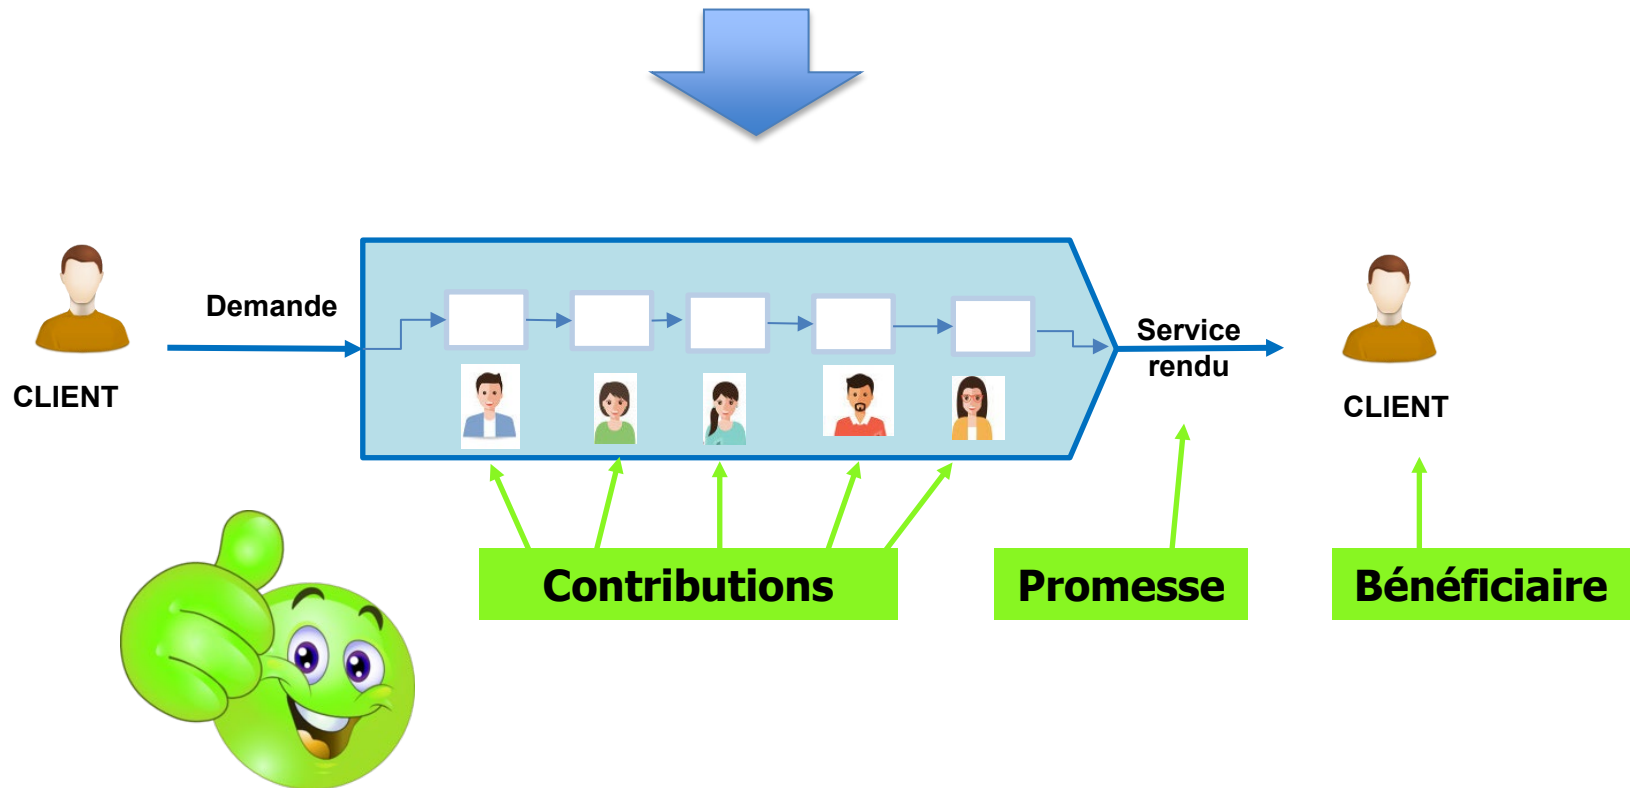 Demande
CLIENT
Service
rendu
CLIENT
Contributions
Promesse
Bénéficiaire